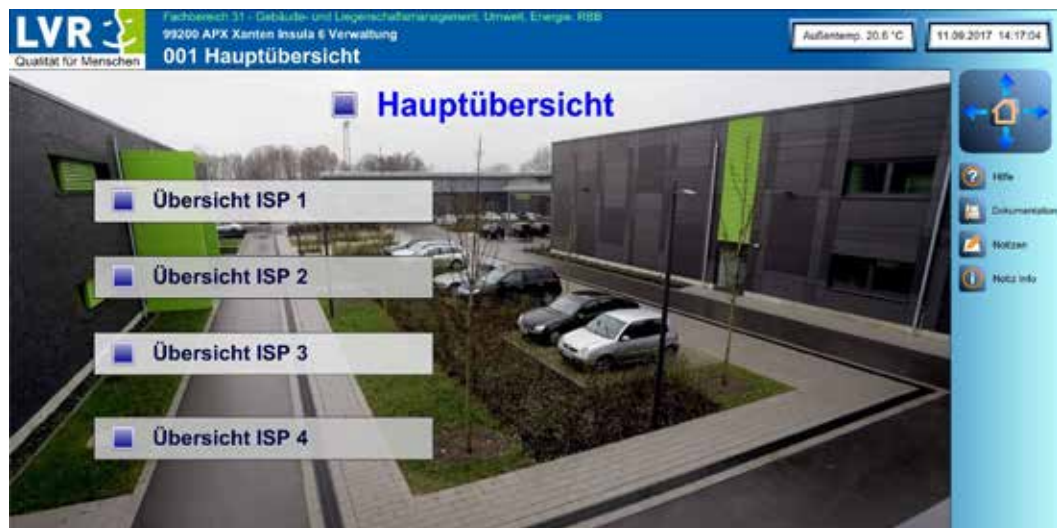 LVR
Qualität für Menschen
Fachbereich 31 - Gebäude- und Liegenschaftsmanagement, Umwelt, Energie, RBB
99200 APX Xanten Insula 6 Verwaltung
001 Hauptübersicht
Außentemp. 20.6 °C
11.09.2017 14:17:04
Hauptübersicht
Übersicht ISP 1
Übersicht ISP 2
Übersicht ISP 3
Übersicht ISP 4
Hilfe
Dokumentation
Notizen
Notiz Info